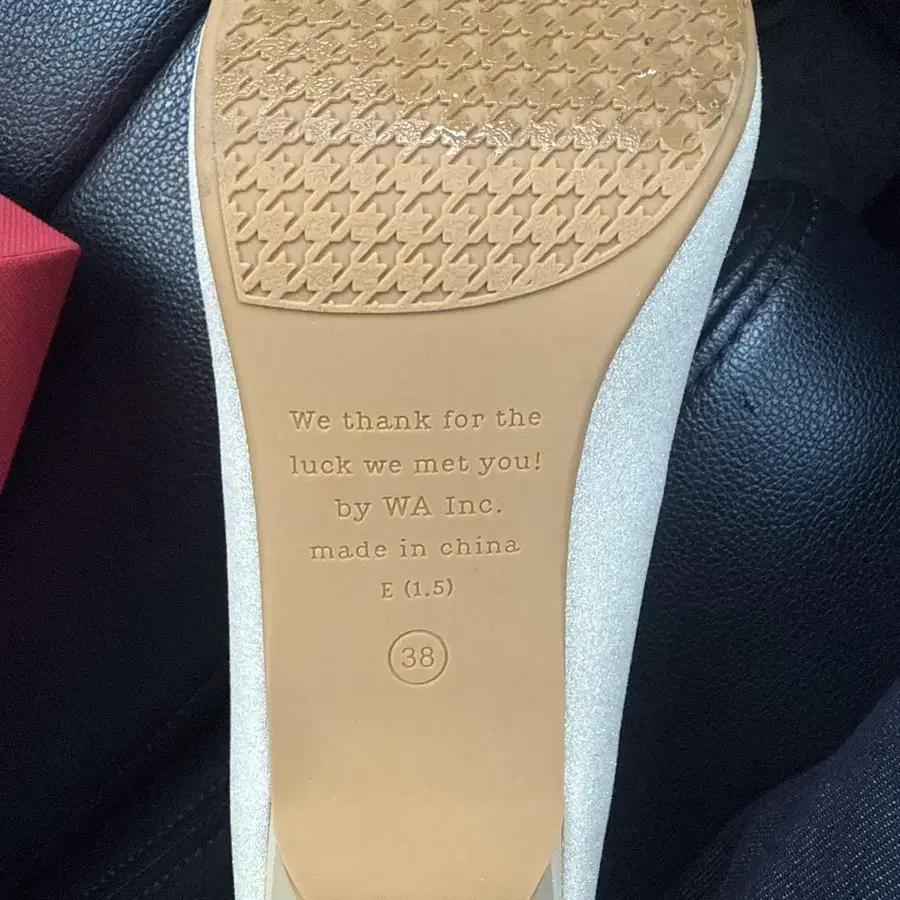 We thank for the
luck we met you!
by WA Inc.
made in china
E (1.5)
38